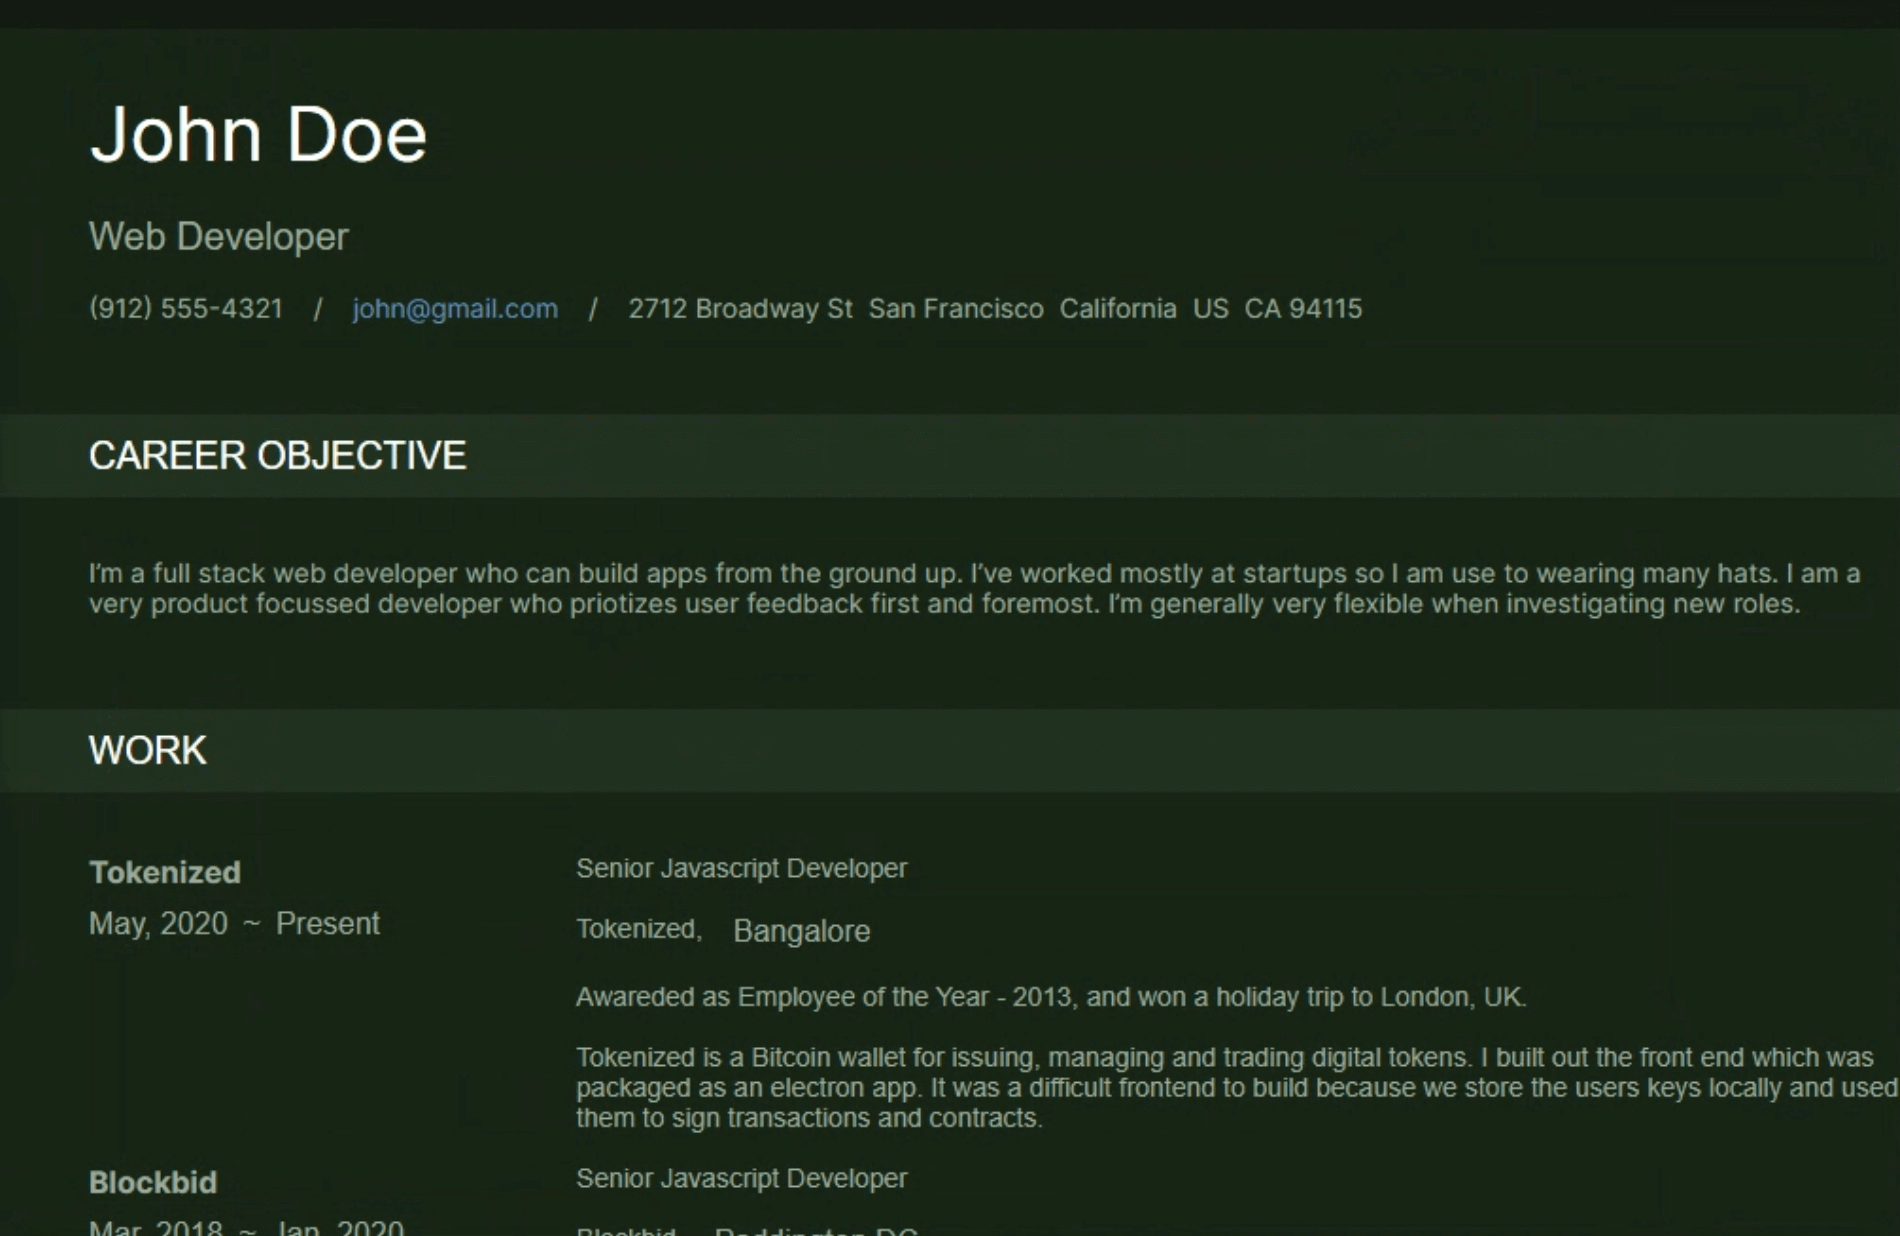 John Doe
Web Developer
(912) 555-4321 / john@gmail.com / 2712 Broadway St San Francisco California US CA 94115
CAREER OBJECTIVE
I'm a full stack web developer who can build apps from the ground up. I've worked mostly at startups so I am use to wearing many hats. I am a
very product focussed developer who priotizes user feedback first and foremost. I'm generally very flexible when investigating new roles.
WORK
Tokenized
May, 2020 ~ Present
Senior Javascript Developer
Tokenized, Bangalore
Awareded as Employee of the Year - 2013, and won a holiday trip to London, UK.
Tokenized is a Bitcoin wallet for issuing, managing and trading digital tokens. I built out the front end which was
packaged as an electron app. It was a difficult frontend to build because we store the users keys locally and used
them to sign transactions and contracts.
Blockbid
Mar, 2018 ~ Jan, 2020
Senior Javascript Developer
Blockbid,